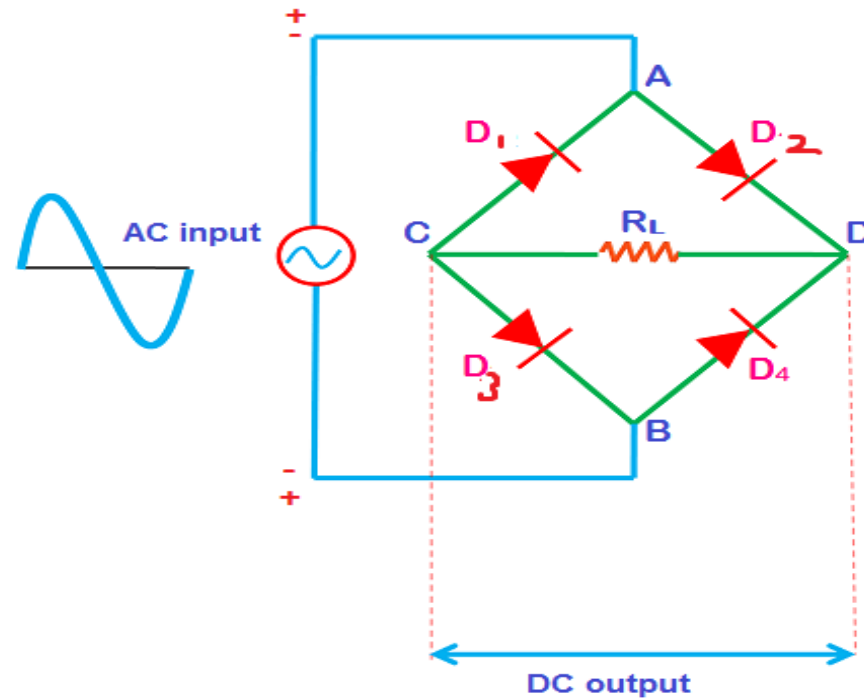 +
-
A
D1
D2
AC input
C
RL
D
D3
D4
B
-
+
DC output